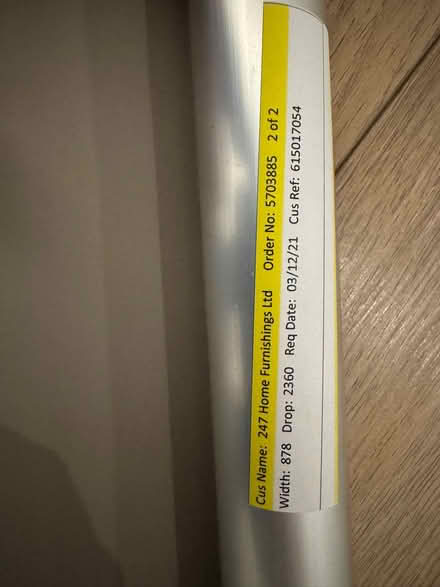 Cus Name: 247 Home Furnishings Ltd Order No: 5703885 2 of 2
Width: 878 Drop: 2360 Req Date: 03/12/21 Cus Ref: 615017054